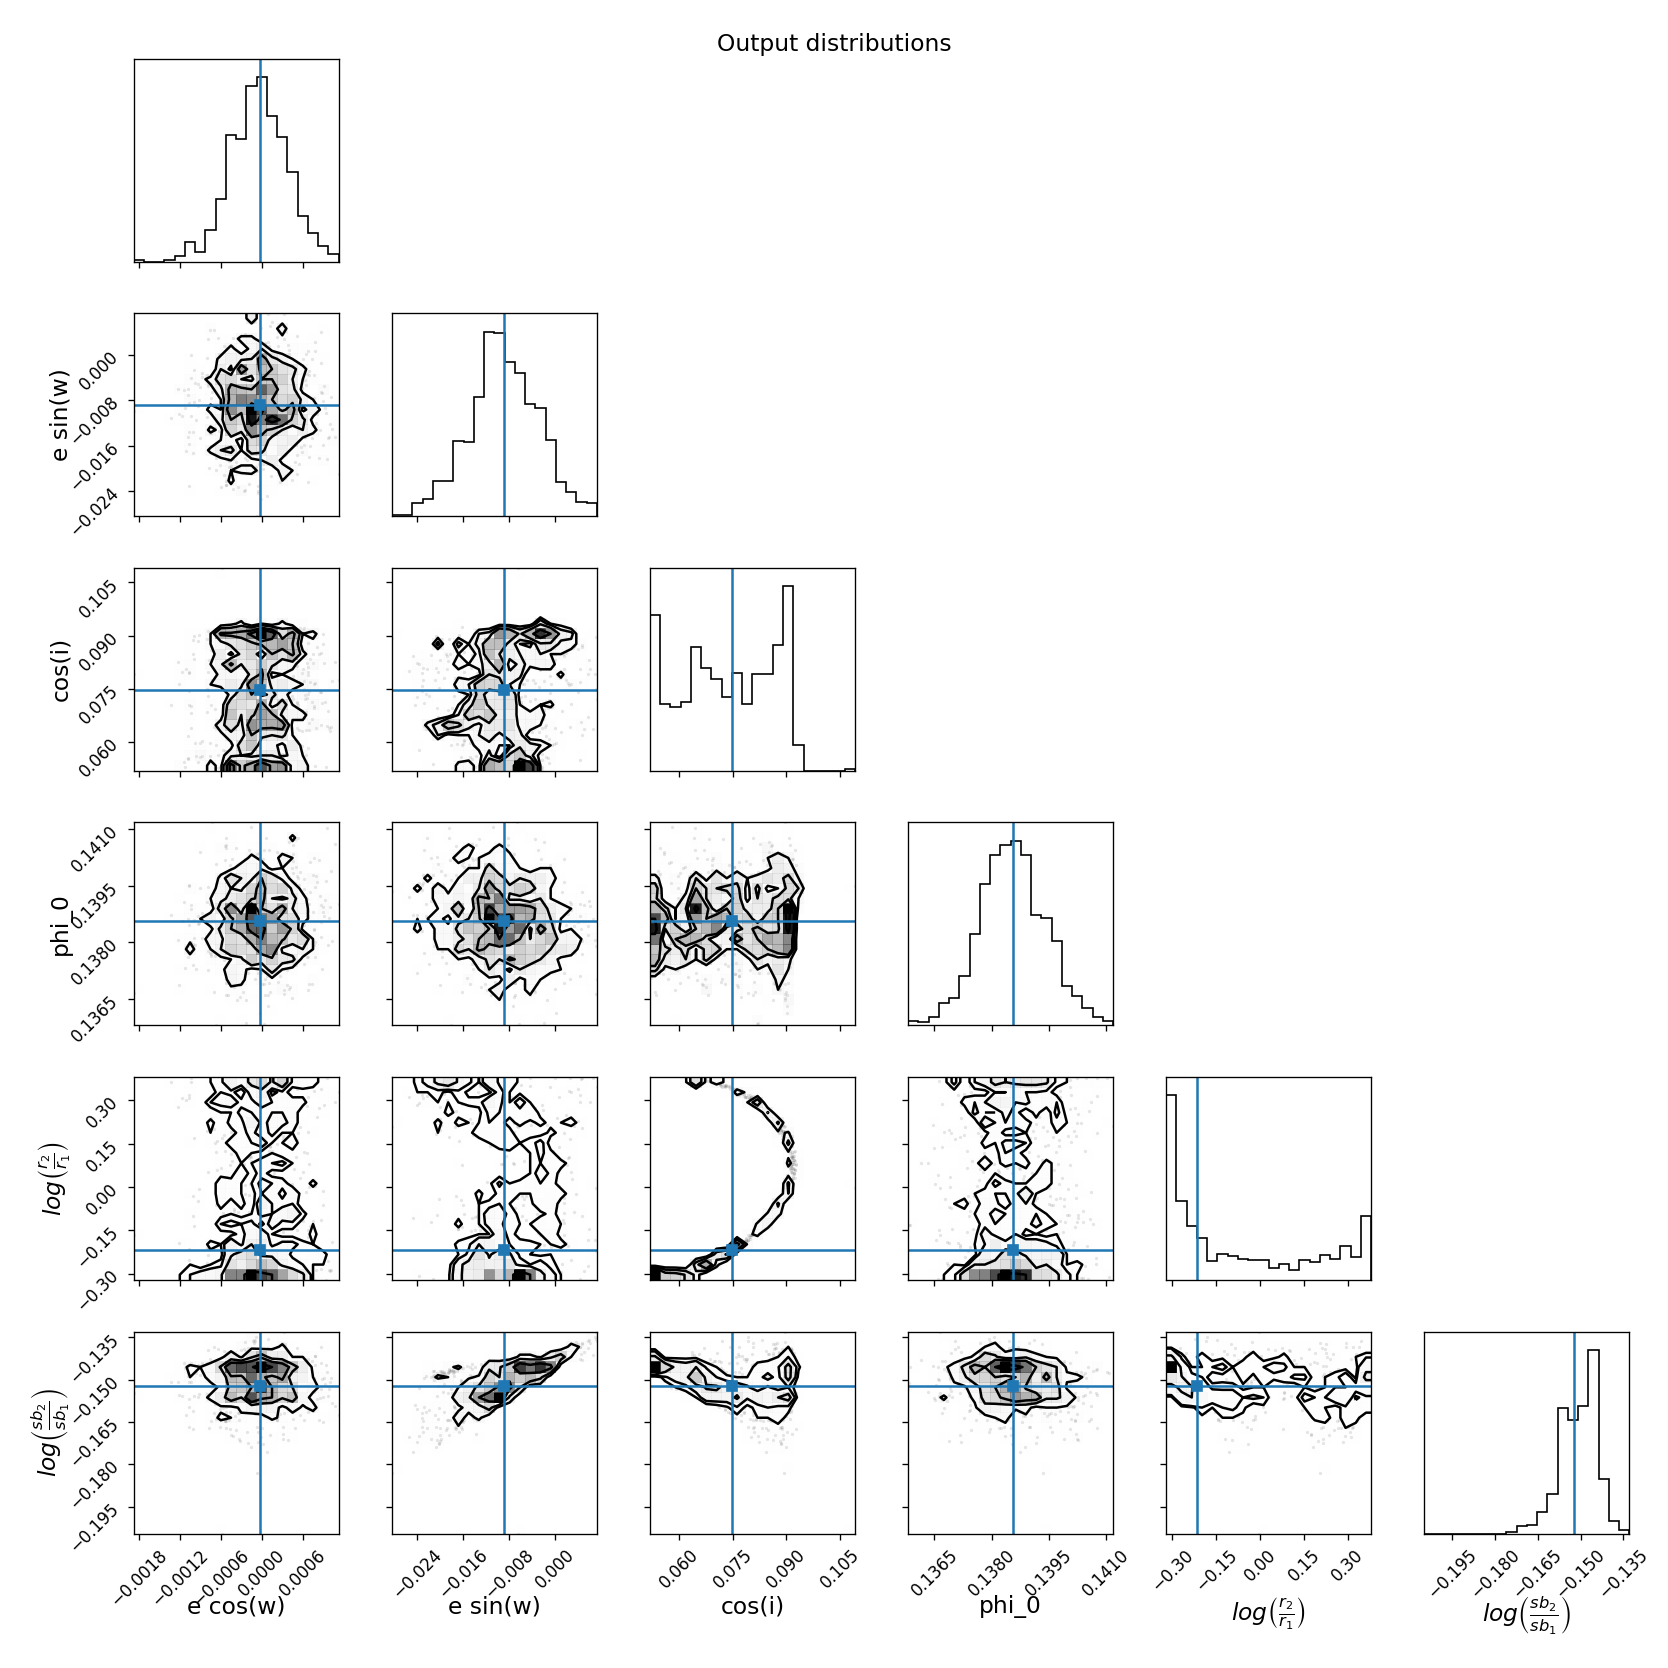 Output distributions
e sin(w)
0.000
−0.008
−0.016
−0.024
cos(i)
0.105
0.090
0.075
0.060
phi_0
0.1410
0.1395
0.1380
0.1365
log(r₂/r₁)
0.30
0.15
0.00
−0.15
−0.30
log(sb₂/sb₁)
−0.135
−0.150
−0.165
−0.180
−0.195
−0.0018 −0.0012 −0.0006 0.0000 0.0006
−0.024 −0.016 −0.008 0.000
0.060 0.075 0.090 0.105
0.1365 0.1380 0.1395 0.1410
−0.30 −0.15 0.00 0.15 0.30
−0.195 −0.180 −0.165 −0.150 −0.135
e cos(w)
e sin(w)
cos(i)
phi_0
log(r₂/r₁)
log(sb₂/sb₁)